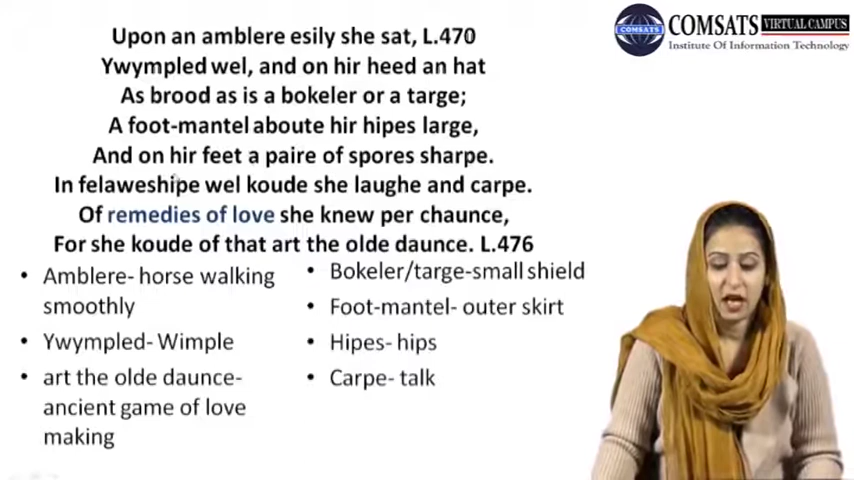 Upon an amblere esily she sat, L.470
Ywympled wel, and on hir heed an hat
As brood as is a bokeler or a targe;
A foot-mantel aboute hir hipes large,
And on hir feet a paire of spores sharpe.
In felaweshipe wel koude she laughe and carpe.
Of remedies of love she knew per chaunce,
For she koude of that art the olde daunce. L.476
• Amblere- horse walking
smoothly
• Ywympled- Wimple
• art the olde daunce-
ancient game of love
making
• Bokeler/targe-small shield
• Foot-mantel- outer skirt
• Hipes- hips
• Carpe- talk
COMSATS
COMSATS VIRTUAL CAMPUS
Institute Of Information Technology